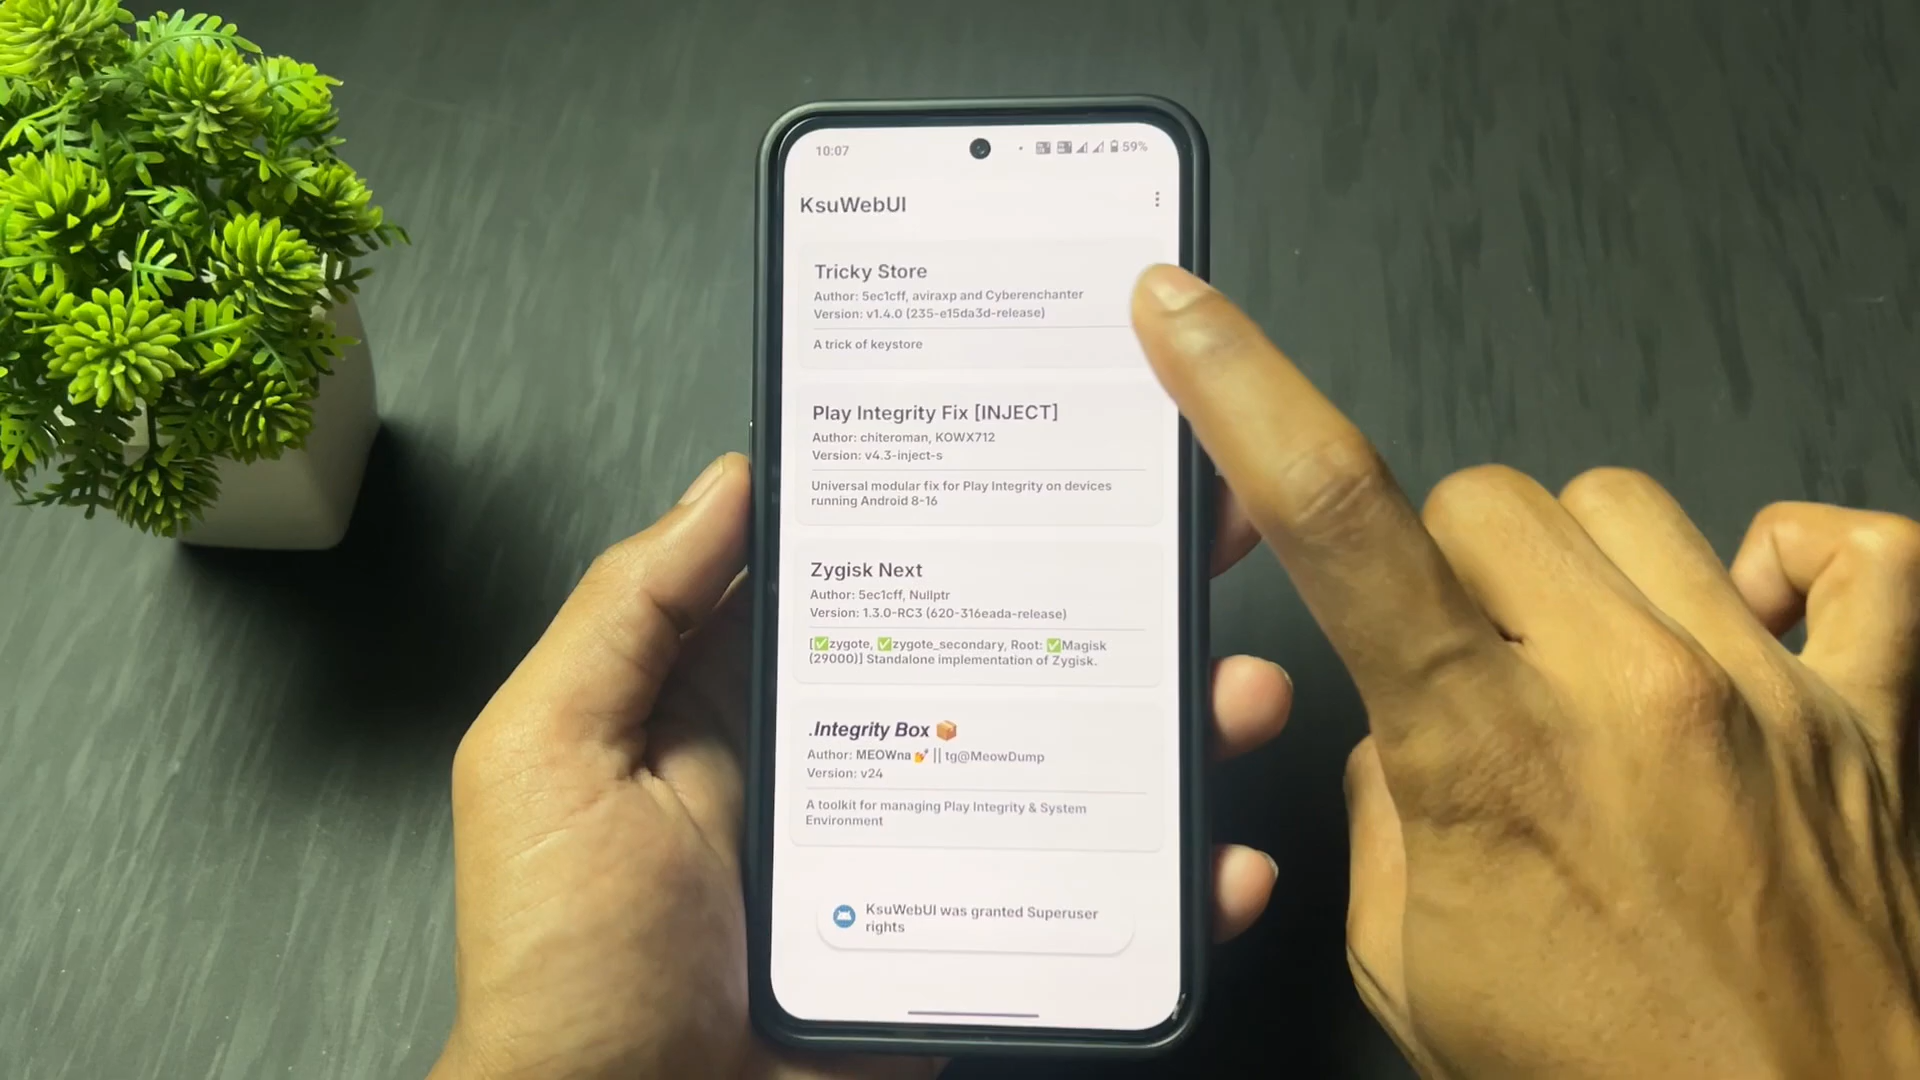 10:07
59%
KsuWebUI
Tricky Store
Author: 5ec1cff, aviraxp and Cyberenchanter
Version: v1.4.0 (235-e15da3d-release)
A trick of keystore
Play Integrity Fix [INJECT]
Author: chiteroman, KOWX712
Version: v4.3-inject-s
Universal modular fix for Play Integrity on devices
running Android 8-16
Zygisk Next
Author: 5ec1cff, Nullptr
Version: 1.3.0-RC3 (620-316eada-release)
[✅zygote, ✅zygote_secondary, Root: ✅Magisk
(29000)] Standalone implementation of Zygisk.
.Integrity Box 📦
Author: MEOWna 💅 || tg@MeowDump
Version: v24
A toolkit for managing Play Integrity & System
Environment
KsuWebUI was granted Superuser
rights